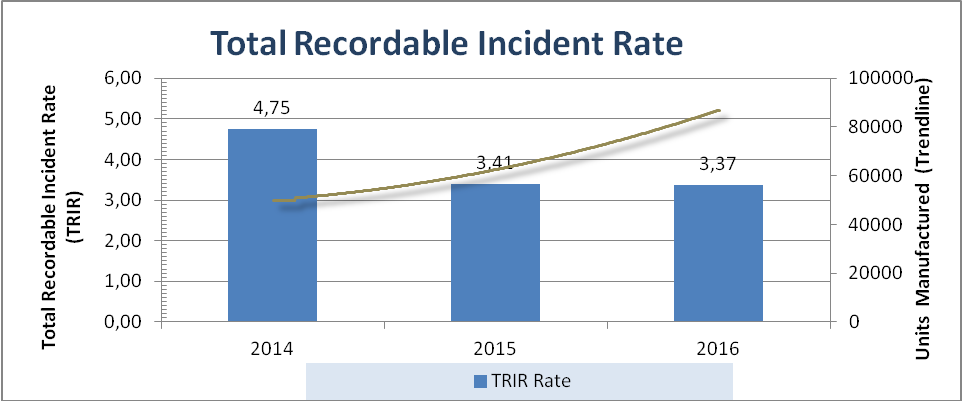 Total Recordable Incident Rate
Total Recordable Incident Rate
(TRIR)
6,00
5,00
4,00
3,00
2,00
1,00
0,00
4,75
3,41
3,37
100000
80000
60000
40000
20000
0
Units Manufactured (Trendline)
2014 2015 2016
TRIR Rate